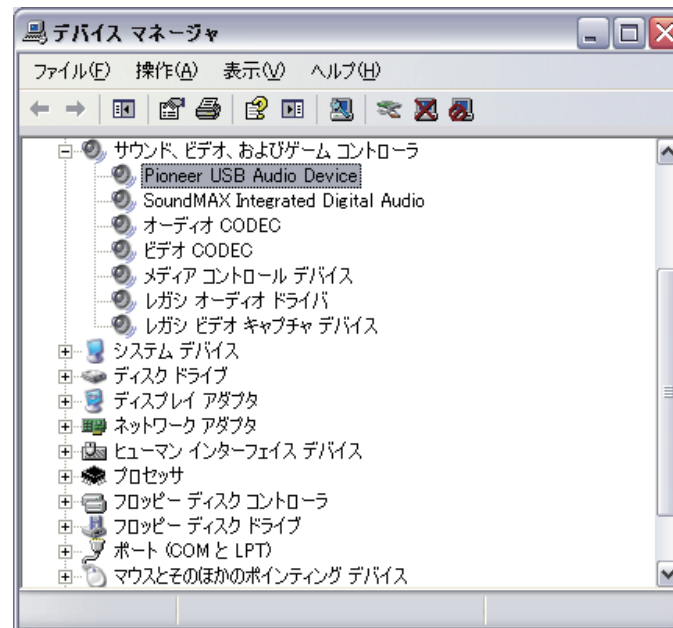 デバイス マネージャ
ファイル(F) 操作(A) 表示(V) ヘルプ(H)
サウンド、ビデオ、およびゲーム コントローラ
Pioneer USB Audio Device
SoundMAX Integrated Digital Audio
オーディオ CODEC
ビデオ CODEC
メディア コントロール デバイス
レガシ オーディオ ドライバ
レガシ ビデオ キャプチャ デバイス
システム デバイス
ディスク ドライブ
ディスプレイ アダプタ
ネットワーク アダプタ
ヒューマン インターフェイス デバイス
プロセッサ
フロッピー ディスク コントローラ
フロッピー ディスク ドライブ
ポート (COM と LPT)
マウスとそのほかのポインティング デバイス